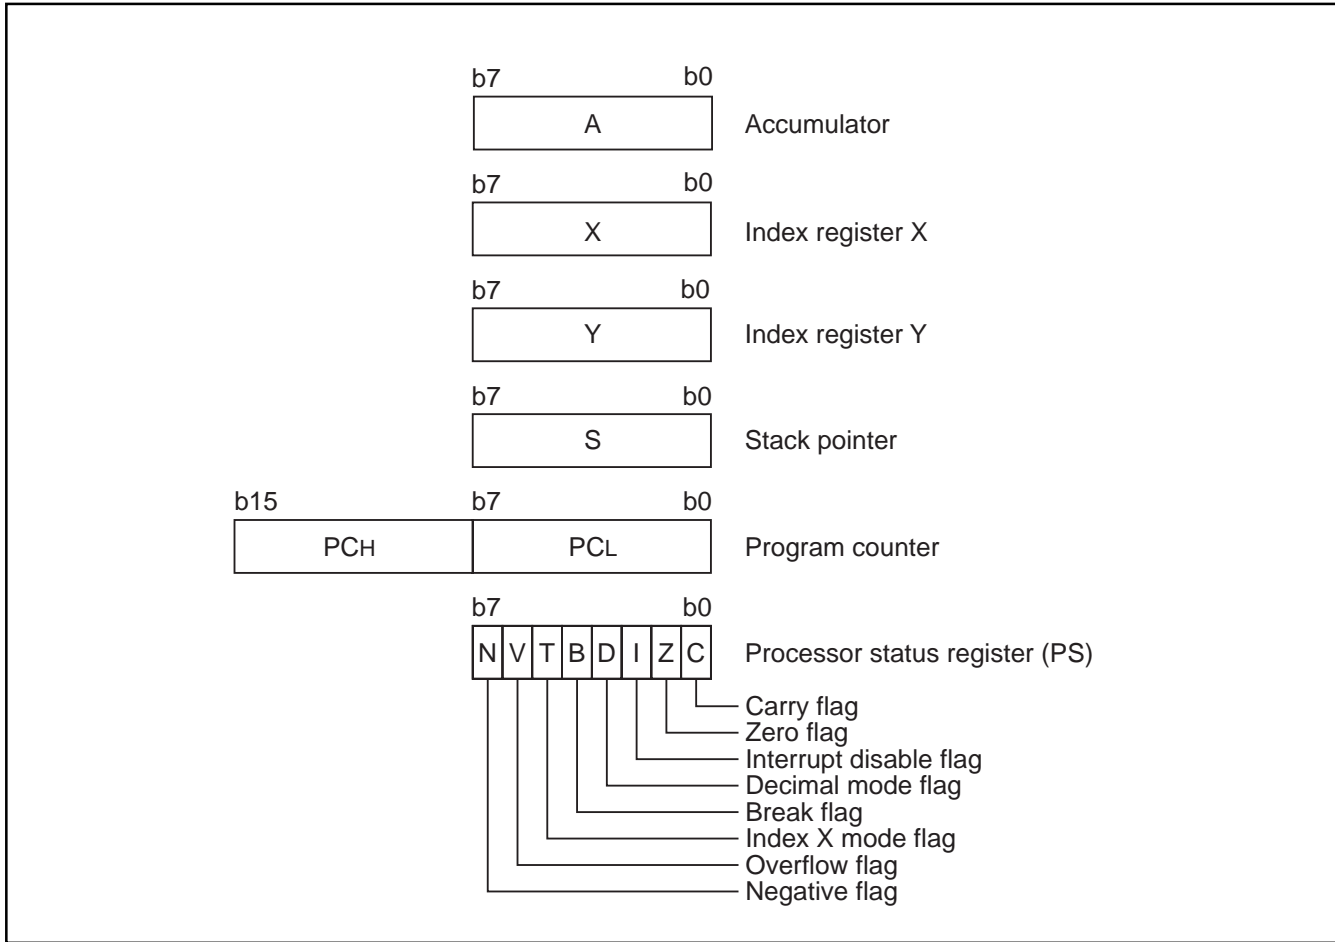 b7 b0
A Accumulator
b7 b0
X Index register X
b7 b0
Y Index register Y
b7 b0
S Stack pointer
b15 b7 b0
PCH PCL Program counter
b7 b0
N V T B D I Z C Processor status register (PS)
Carry flag
Zero flag
Interrupt disable flag
Decimal mode flag
Break flag
Index X mode flag
Overflow flag
Negative flag